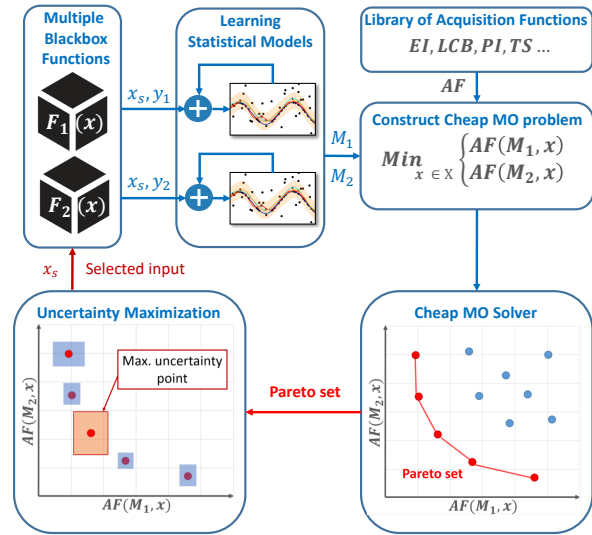 Multiple
Blackbox
Functions
F₁ (x)
F₂ (x)
xₛ, y₁
xₛ, y₂
Learning
Statistical Models
+
+
M₁
M₂
Library of Acquisition Functions
EI, LCB, PI, TS ...
AF
Construct Cheap MO problem
Min x ∈ X { AF(M₁, x)
AF(M₂, x)
xₛ Selected input
Uncertainty Maximization
Max. uncertainty
point
AF(M₂, x)
AF(M₁, x)
Pareto set
Cheap MO Solver
Pareto set
AF(M₂, x)
AF(M₁, x)